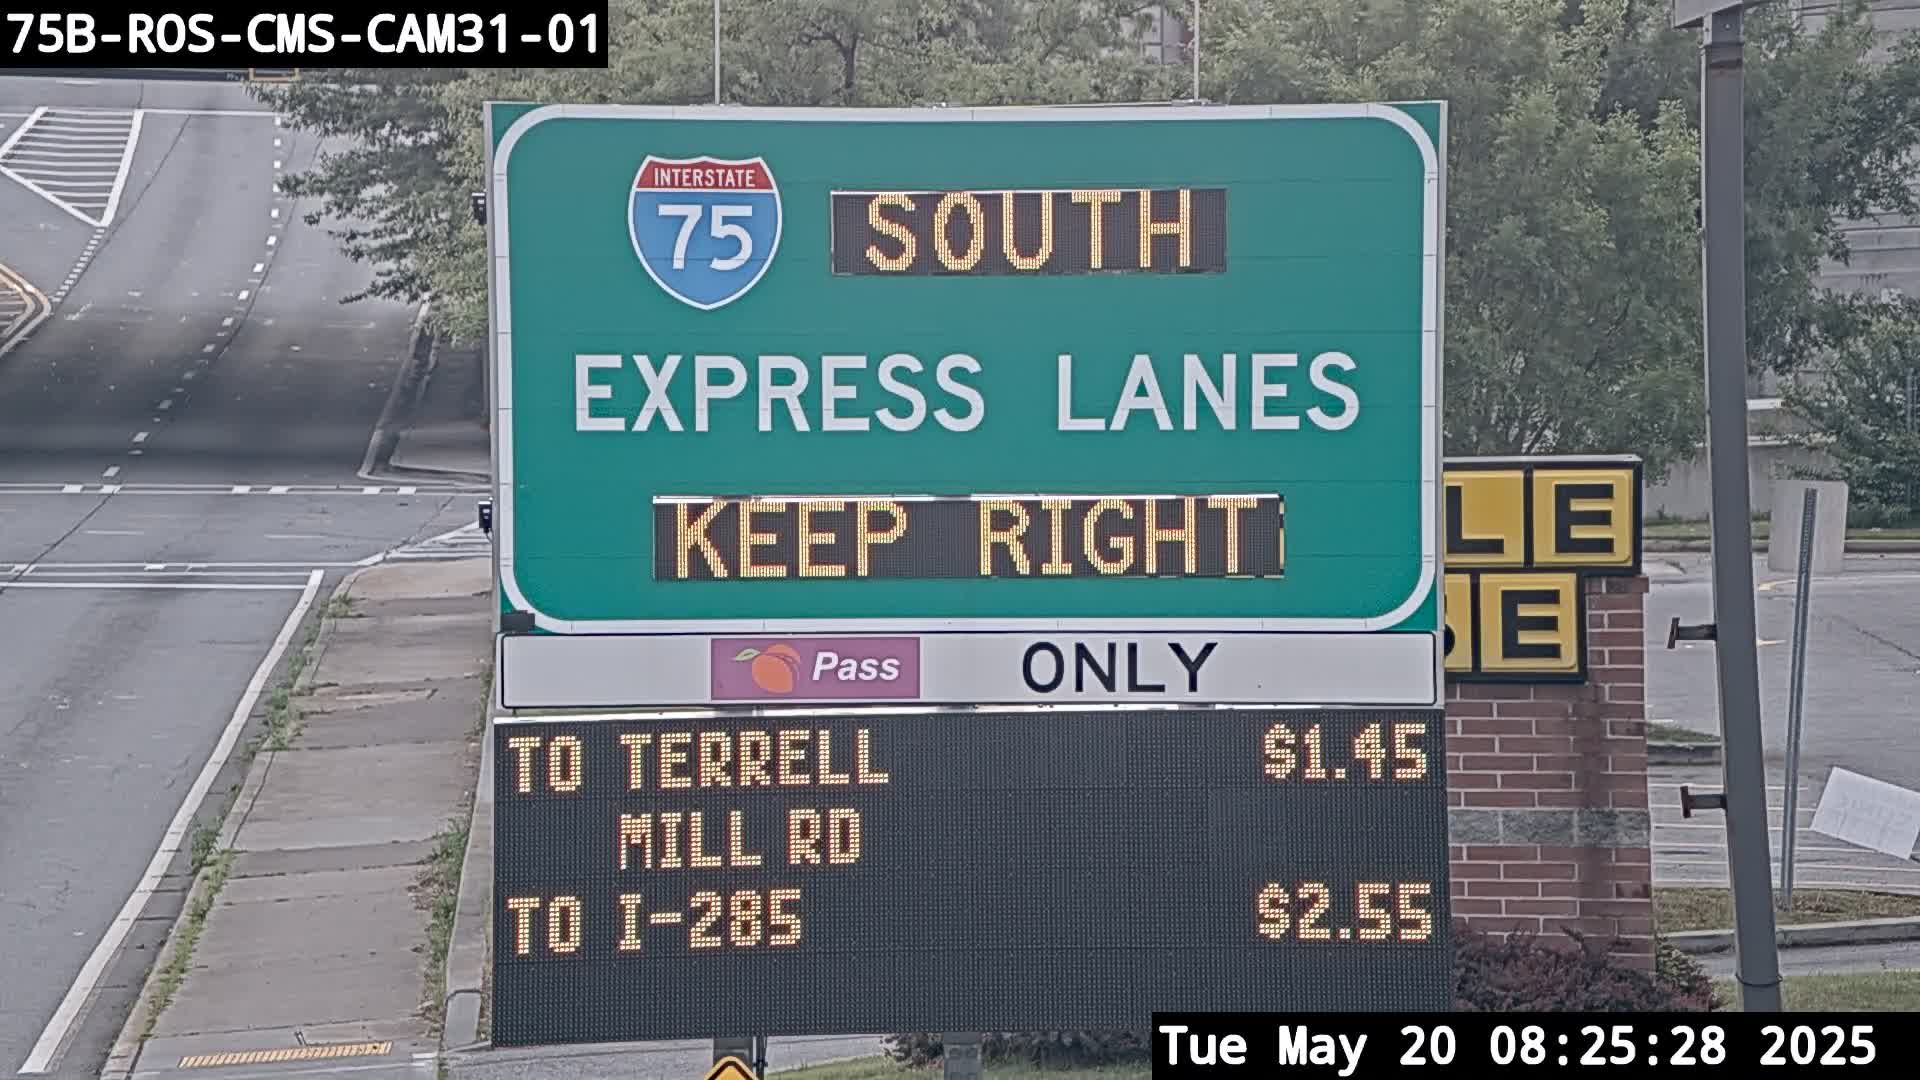 75B-ROS-CMS-CAM31-01
INTERSTATE
75
SOUTH
EXPRESS LANES
KEEP RIGHT
LE
E
Pass ONLY
TO TERRELL $1.45
MILL RD
TO I-285 $2.55
Tue May 20 08:25:28 2025